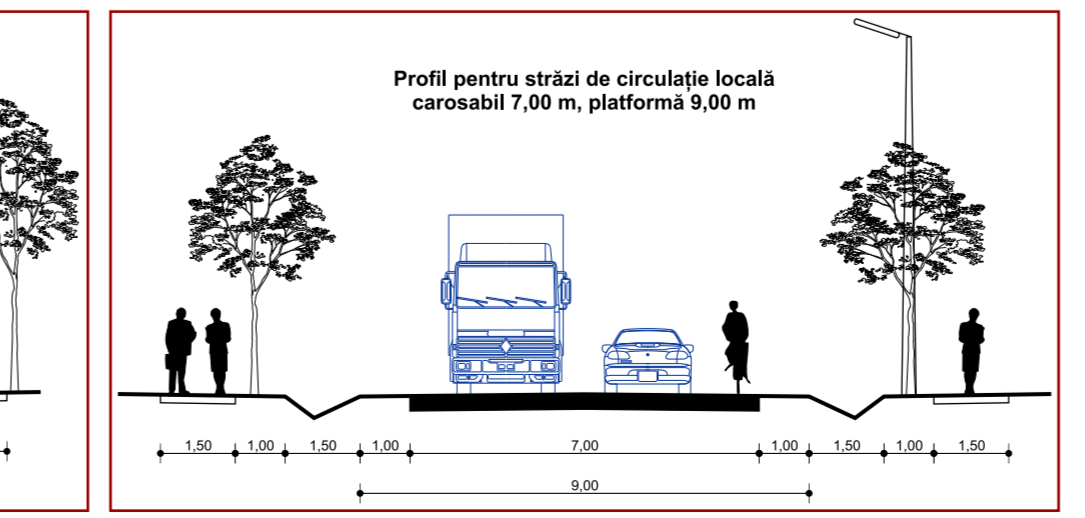 Profil pentru străzi de circulație locală
carosabil 7,00 m, platformă 9,00 m
1,50 1,00 1,50 1,00 7,00 1,00 1,50 1,00 1,50
9,00